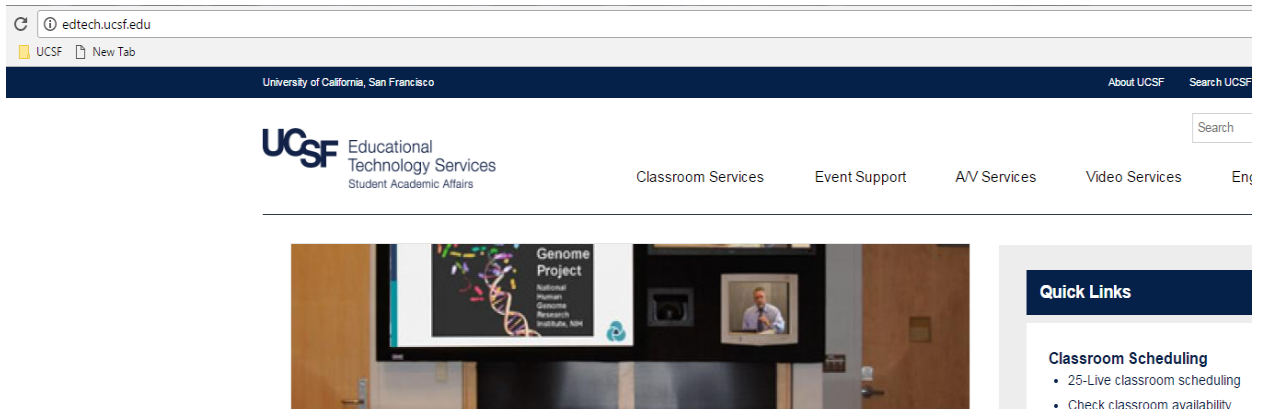 edtech.ucsf.edu
UCSF New Tab
University of California, San Francisco About UCSF Search UCSF
Search
UCSF Educational
Technology Services
Student Academic Affairs
Classroom Services Event Support A/V Services Video Services Eng
Genome
Project
National
Human
Genome
Research
Institute, NIH
Quick Links
Classroom Scheduling
• 25-Live classroom scheduling
• Check classroom availability